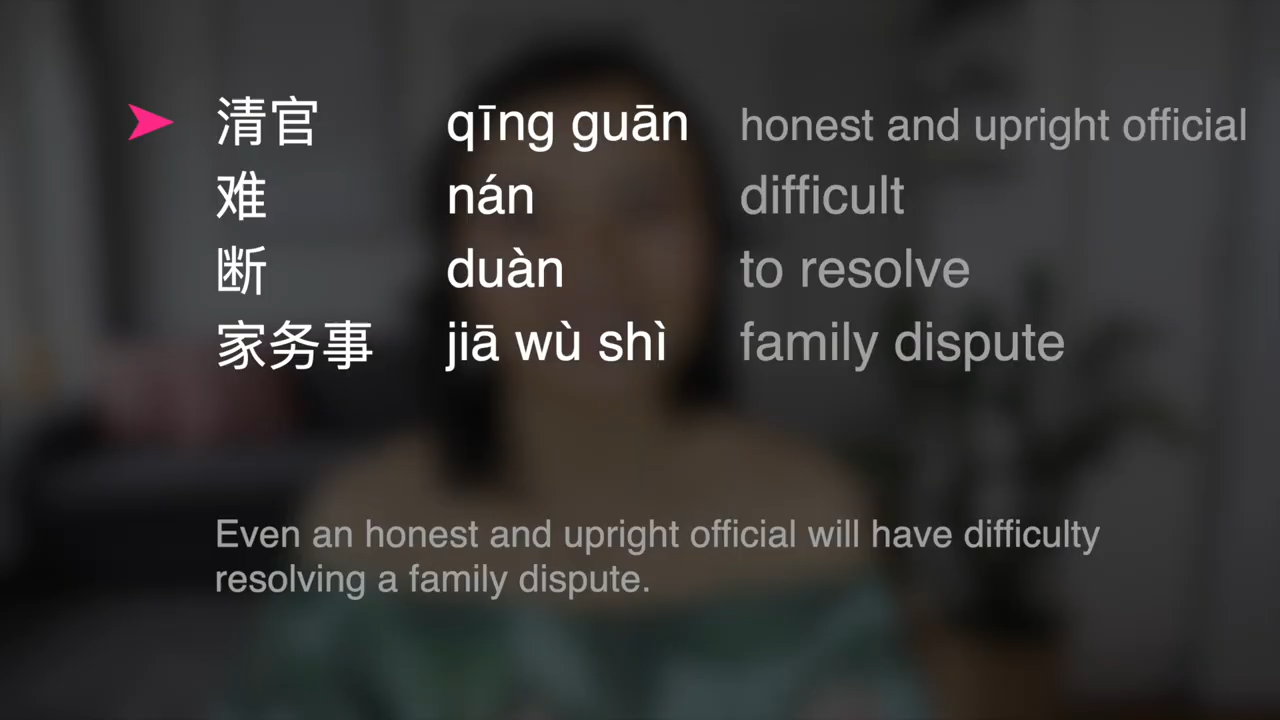 清官 qīng guān honest and upright official
难 nán difficult
断 duàn to resolve
家务事 jiā wù shì family dispute
Even an honest and upright official will have difficulty
resolving a family dispute.